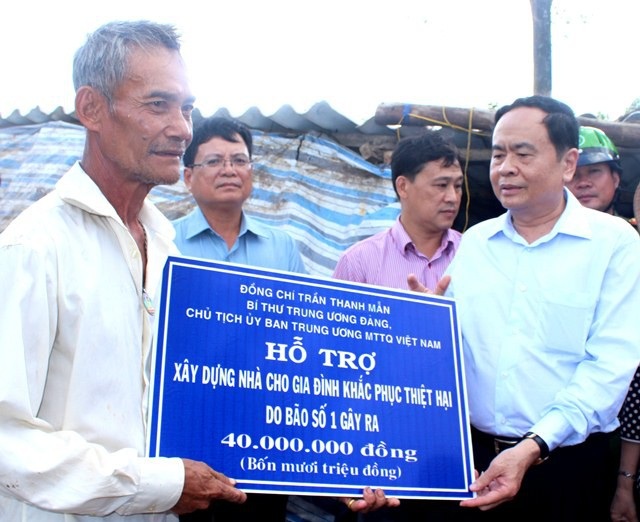 ĐỒNG CHÍ TRẦN THANH MẪN
BÍ THƯ TRUNG ƯƠNG ĐẢNG,
CHỦ TỊCH ỦY BAN TRUNG ƯƠNG MTTQ VIỆT NAM
HỖ TRỢ
XÂY DỰNG NHÀ CHO GIA ĐÌNH KHẮC PHỤC THIỆT HẠI
DO BÃO SỐ 1 GÂY RA
40.000.000 đồng
(Bốn mươi triệu đồng)